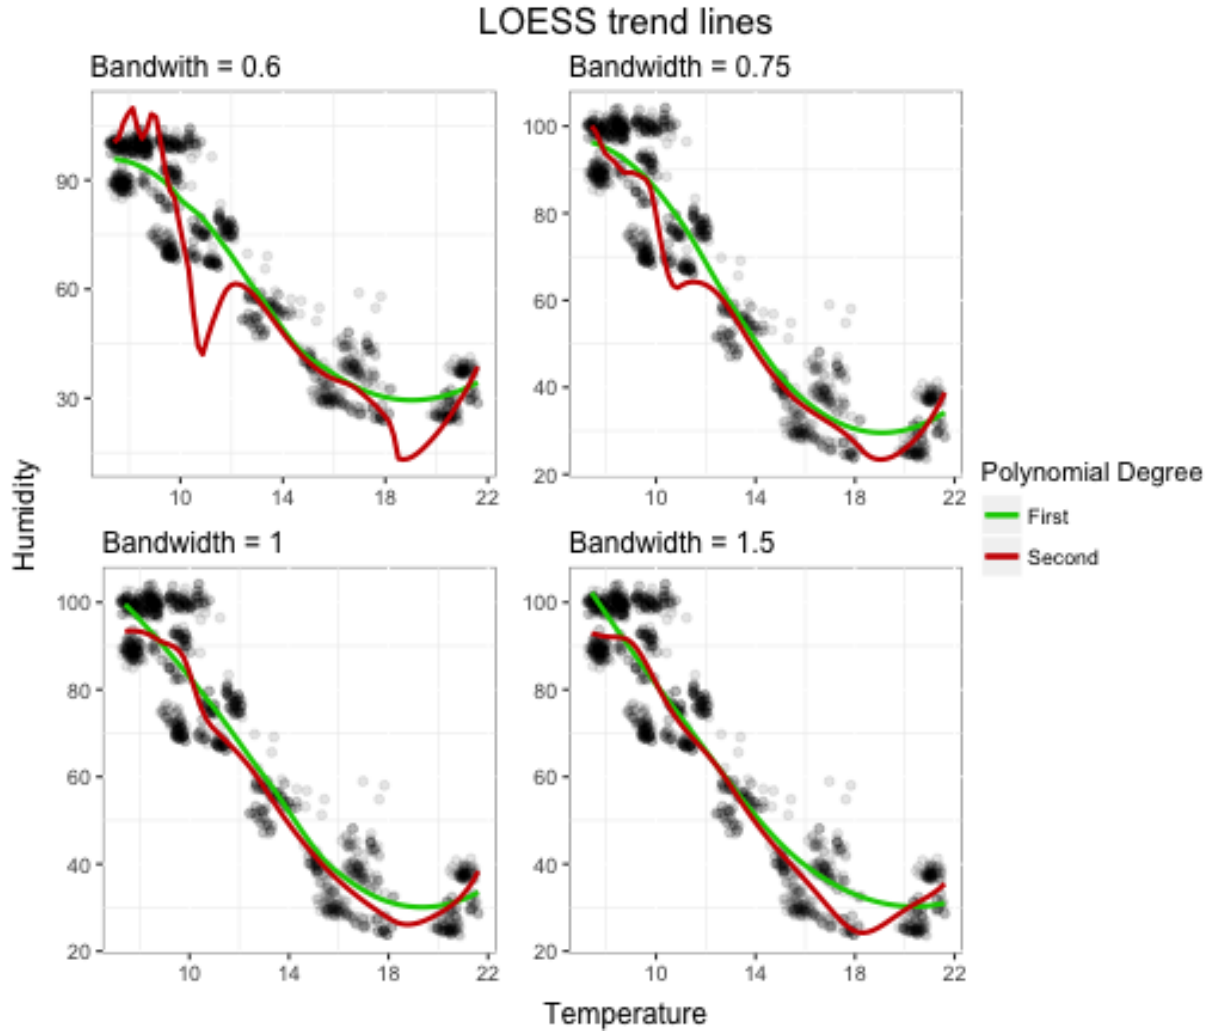 LOESS trend lines
Bandwith = 0.6
Bandwidth = 0.75
90
60
30
10 14 18 22
100
80
60
40
20
10 14 18 22
Humidity
Bandwidth = 1
Bandwidth = 1.5
100
80
60
40
20
10 14 18 22
100
80
60
40
20
10 14 18 22
Temperature
Polynomial Degree
First
Second